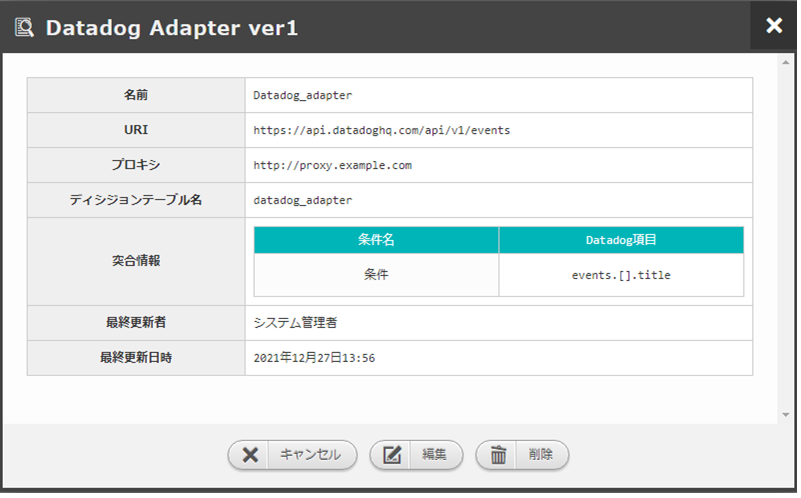 Datadog Adapter ver1
名前 Datadog_adapter
URI https://api.datadoghq.com/api/v1/events
プロキシ http://proxy.example.com
ディシジョンテーブル名 datadog_adapter
突合情報
条件名 Datadog項目
条件 events.[].title
最終更新者 システム管理者
最終更新日時 2021年12月27日13:56
キャンセル 編集 削除